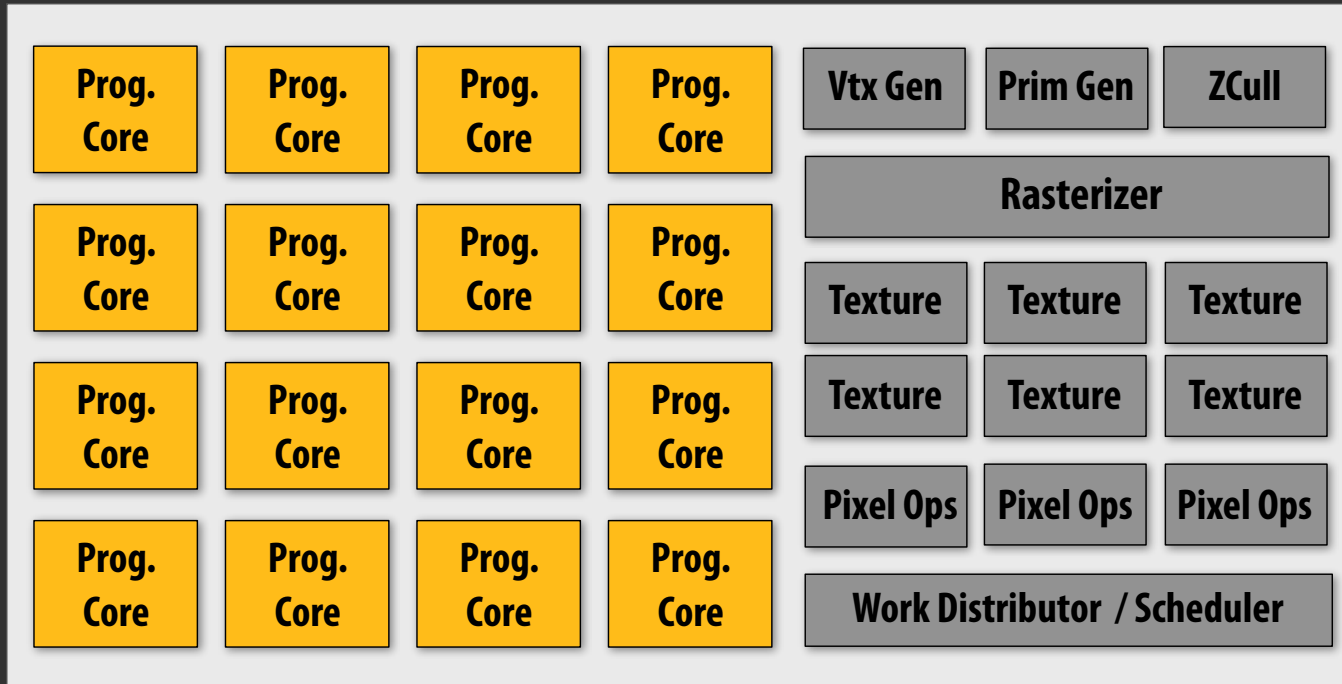 Prog.
Core
Prog.
Core
Prog.
Core
Prog.
Core
Prog.
Core
Prog.
Core
Prog.
Core
Prog.
Core
Prog.
Core
Prog.
Core
Prog.
Core
Prog.
Core
Prog.
Core
Prog.
Core
Prog.
Core
Prog.
Core
Vtx Gen
Prim Gen
ZCull
Rasterizer
Texture
Texture
Texture
Texture
Texture
Texture
Pixel Ops
Pixel Ops
Pixel Ops
Work Distributor / Scheduler